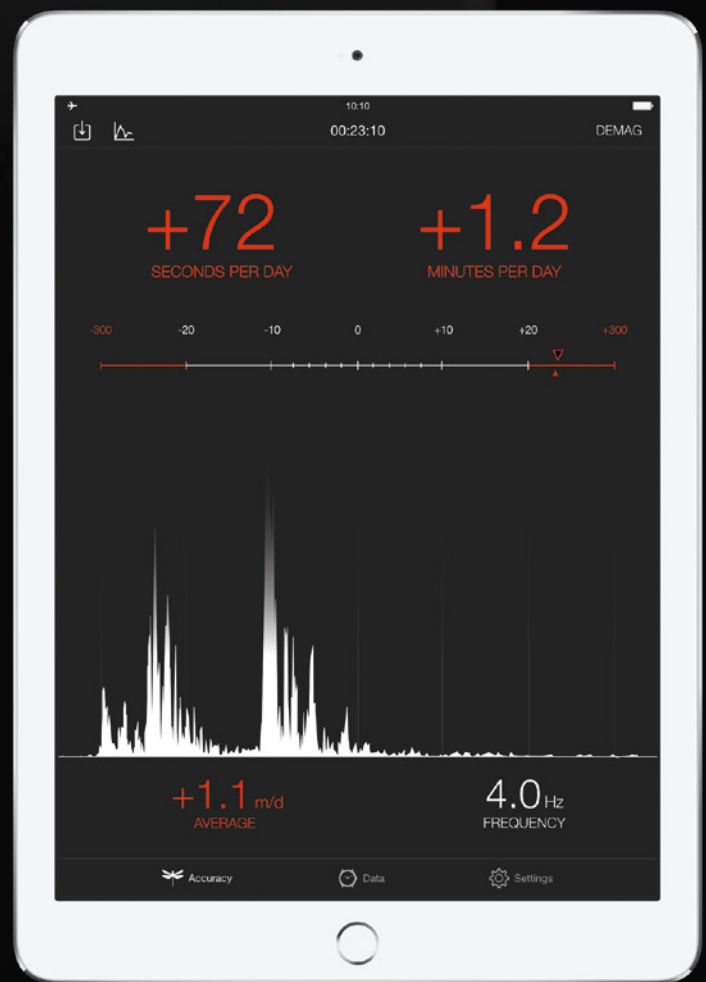 10:10
00:23:10
DEMAG
+72
SECONDS PER DAY
+1.2
MINUTES PER DAY
-300 -20 -10 0 +10 +20 +300
+1.1 m/d
AVERAGE
4.0 Hz
FREQUENCY
Accuracy
Data
Settings